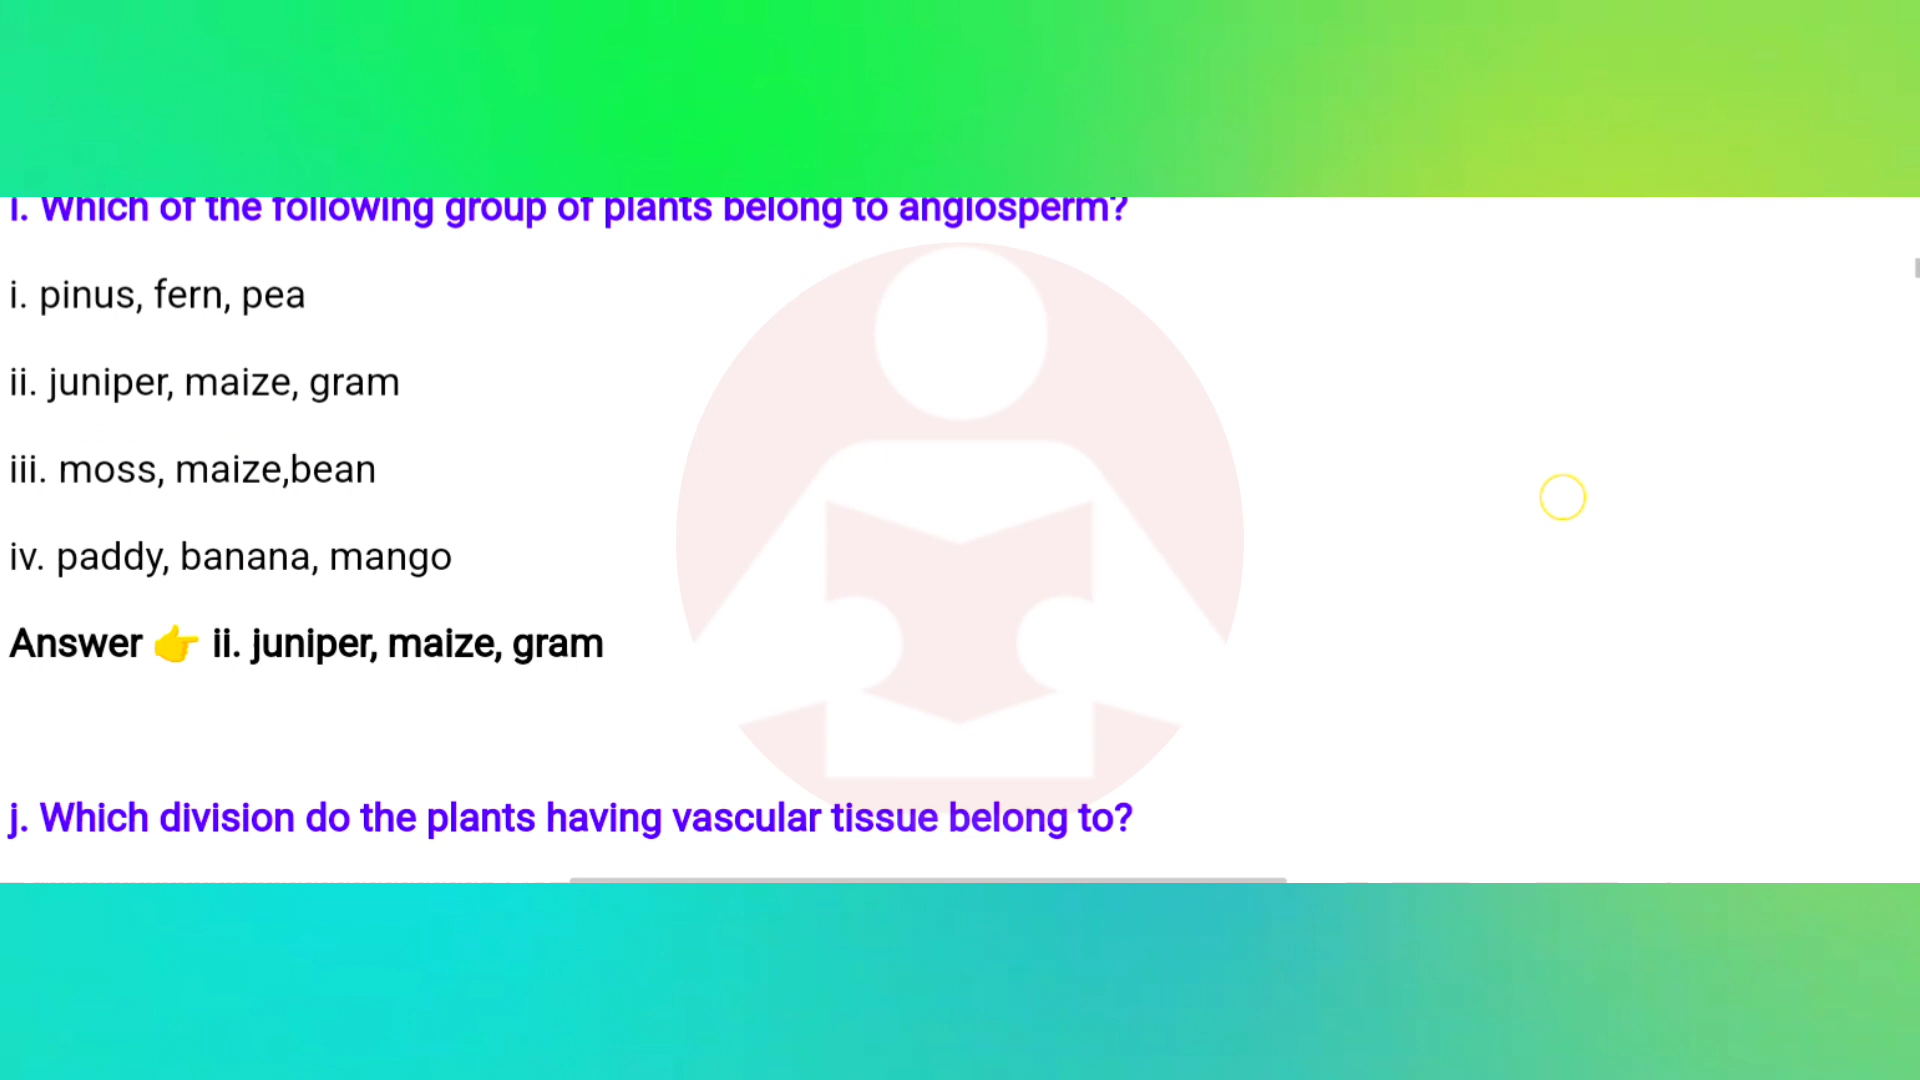 i. Which of the following group of plants belong to angiosperm?
i. pinus, fern, pea
ii. juniper, maize, gram
iii. moss, maize,bean
iv. paddy, banana, mango
Answer 👉 ii. juniper, maize, gram
j. Which division do the plants having vascular tissue belong to?